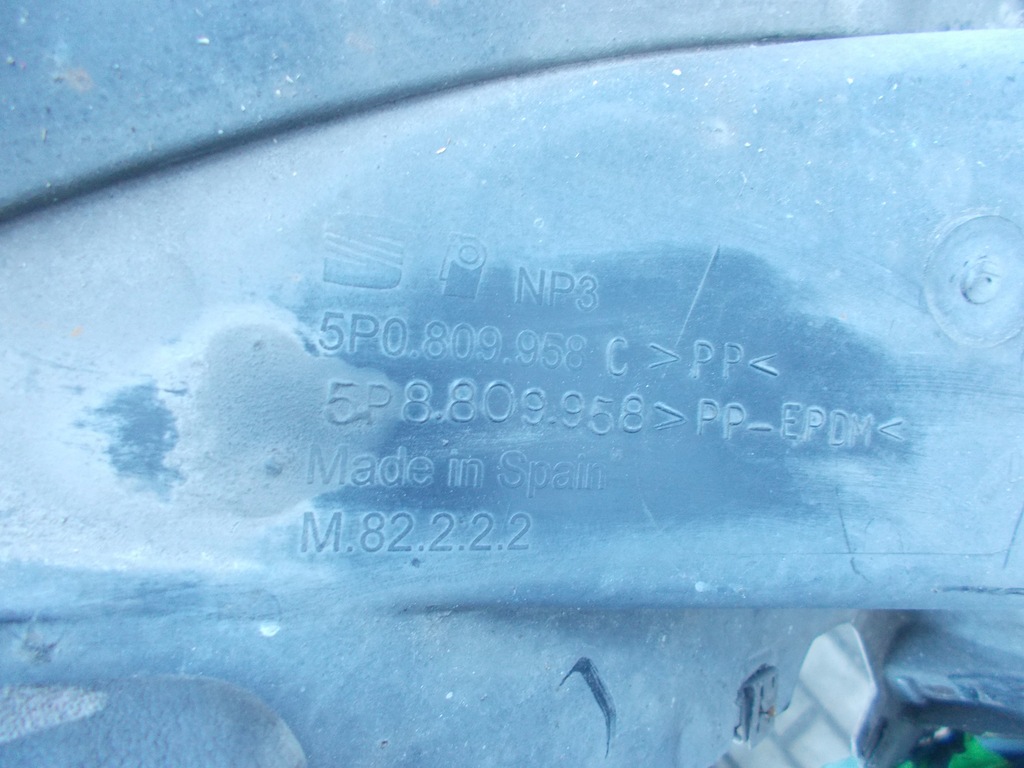 NP3
5P0.809.958 C >PP<
5P8.809.958 >PP-EPDM<
Made in Spain
M.82.2.2.2